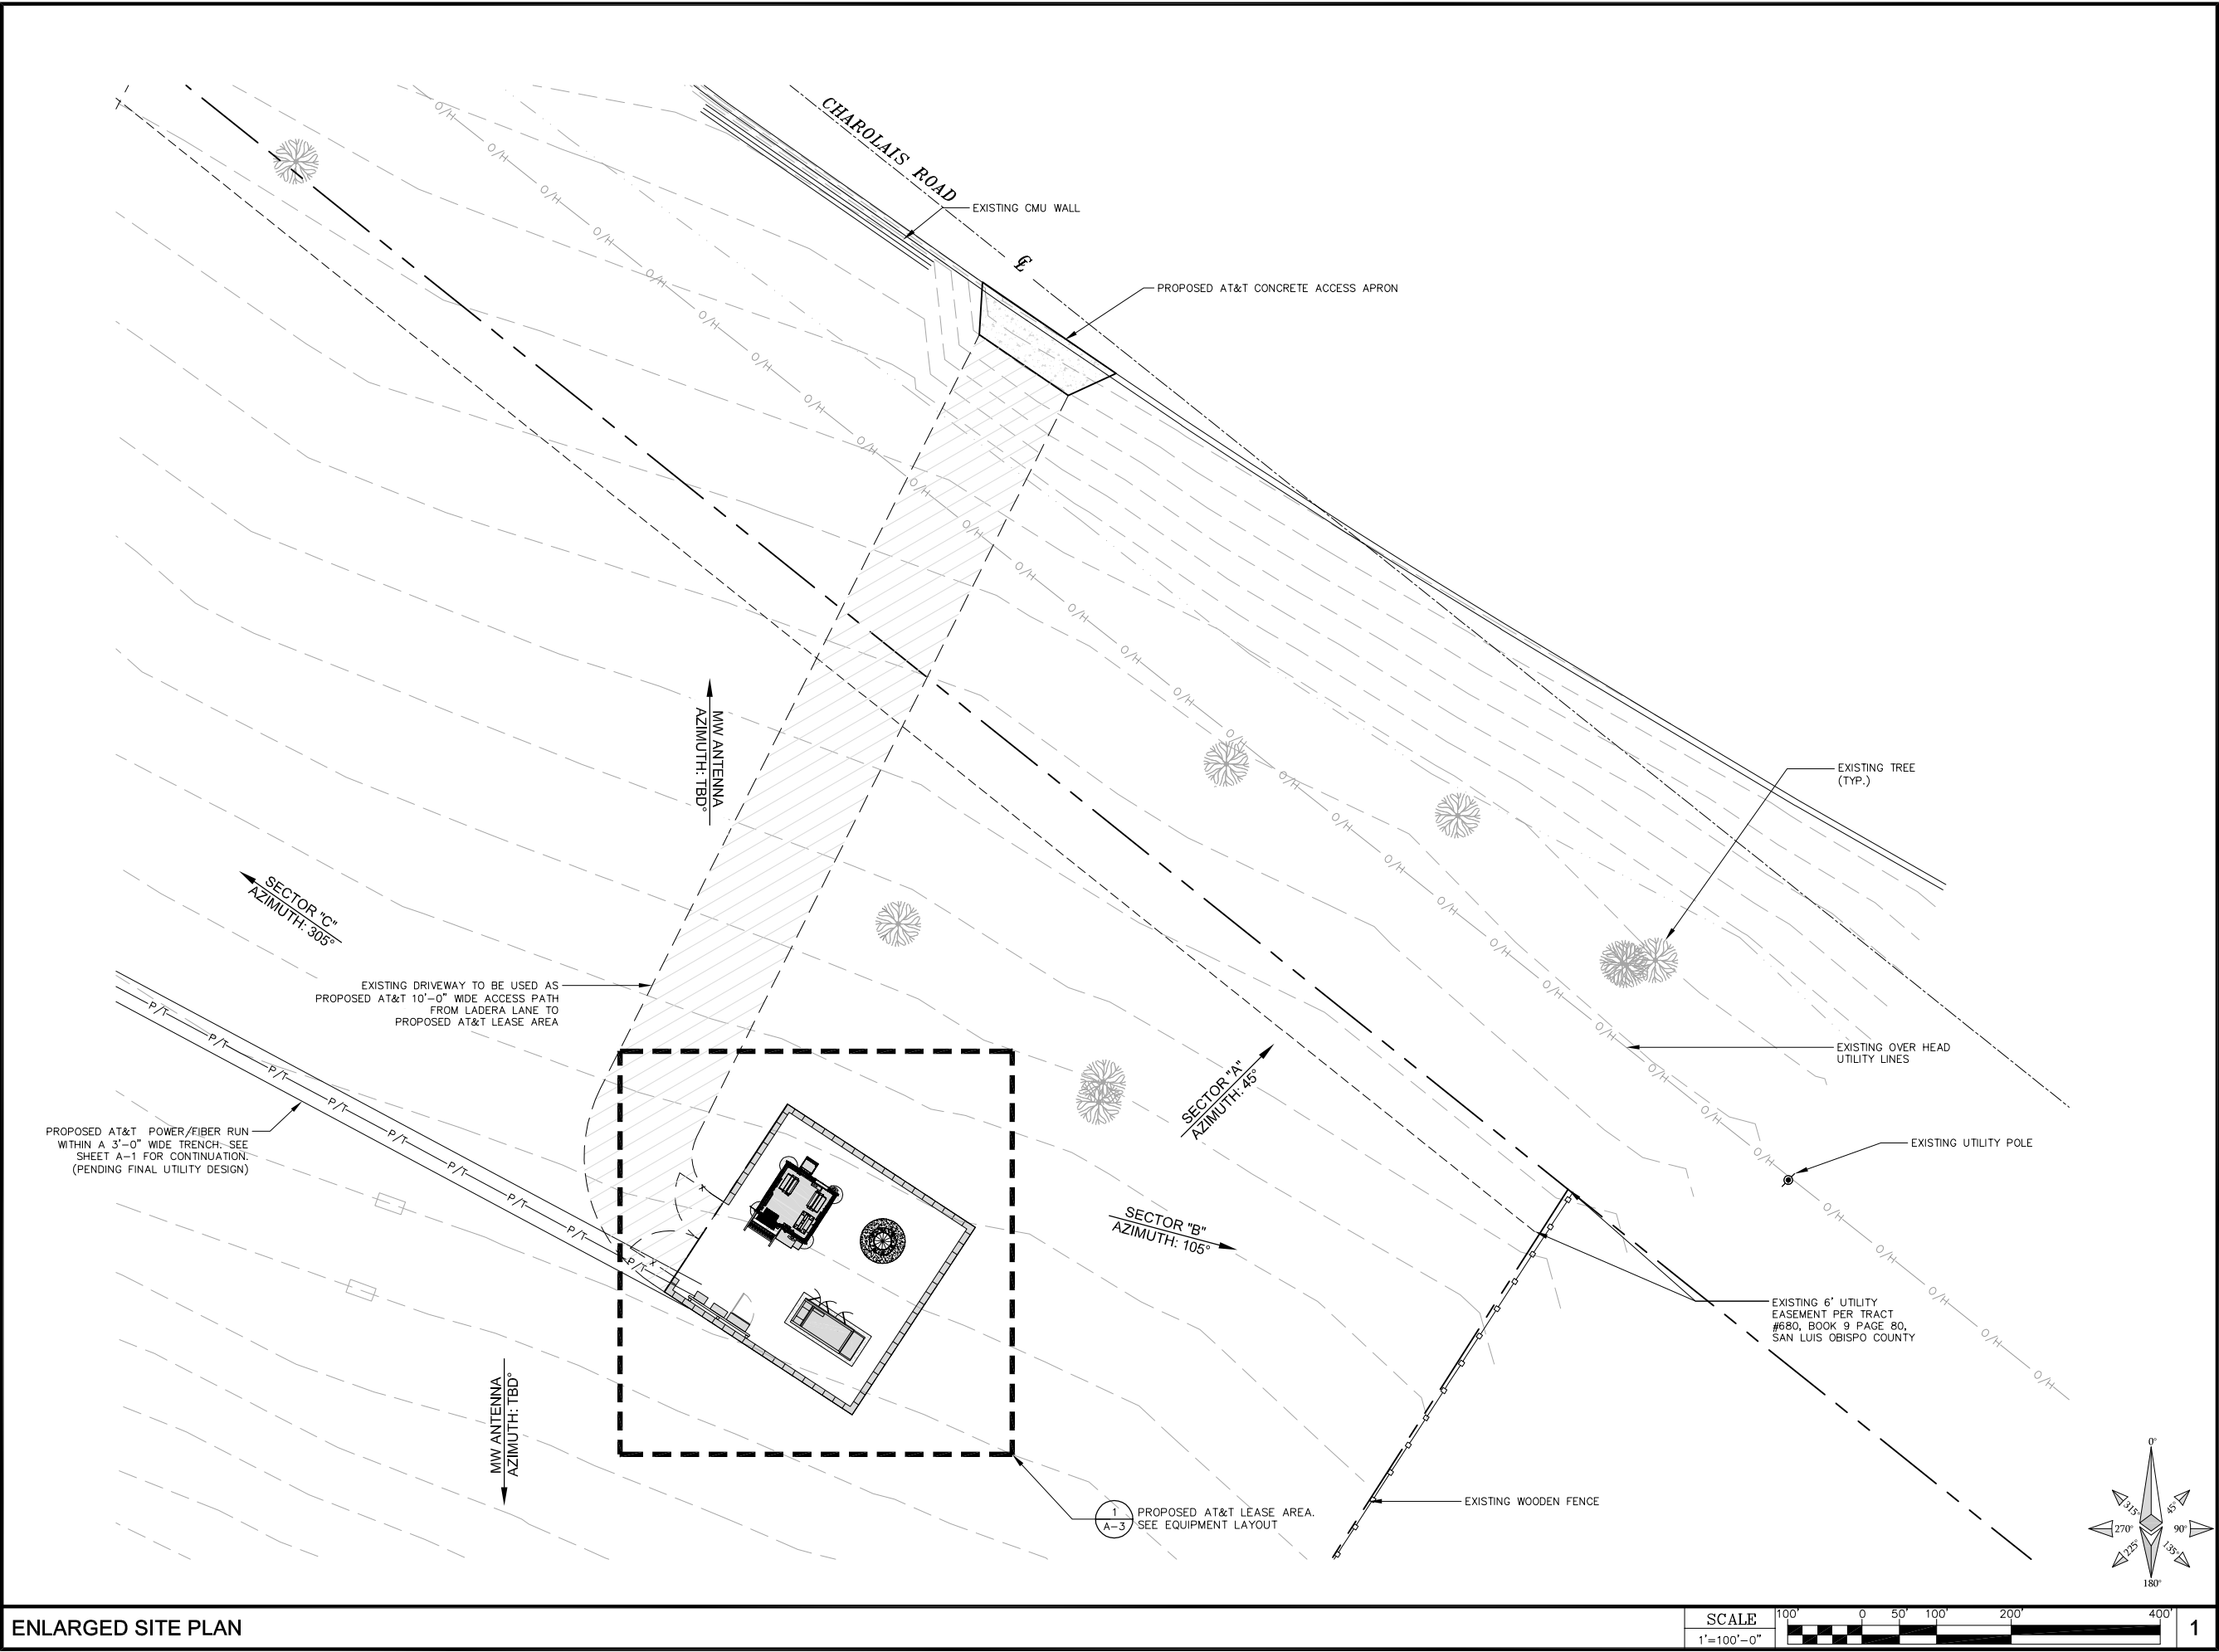 CHAROLAIS ROAD
EXISTING CMU WALL
℄
PROPOSED AT&T CONCRETE ACCESS APRON
O/H O/H O/H O/H O/H O/H O/H O/H O/H O/H O/H O/H O/H O/H O/H O/H O/H O/H O/H O/H O/H O/H O/H O/H O/H O/H O/H O/H O/H O/H O/H
MW ANTENNA
AZIMUTH: TBD°
EXISTING TREE
(TYP.)
SECTOR "C"
AZIMUTH: 305°
EXISTING DRIVEWAY TO BE USED AS
PROPOSED AT&T 10'-0" WIDE ACCESS PATH
FROM LADERA LANE TO
PROPOSED AT&T LEASE AREA
P/T P/T P/T P/T P/T P/T P/T P/T P/T
PROPOSED AT&T POWER/FIBER RUN
WITHIN A 3'-0" WIDE TRENCH. SEE
SHEET A-1 FOR CONTINUATION.
(PENDING FINAL UTILITY DESIGN)
SECTOR "A"
AZIMUTH: 45°
EXISTING OVER HEAD
UTILITY LINES
EXISTING UTILITY POLE
SECTOR "B"
AZIMUTH: 105°
X
X
EXISTING 6' UTILITY
EASEMENT PER TRACT
#680, BOOK 9 PAGE 80,
SAN LUIS OBISPO COUNTY
MW ANTENNA
AZIMUTH: TBD°
1
A-3
PROPOSED AT&T LEASE AREA.
SEE EQUIPMENT LAYOUT
EXISTING WOODEN FENCE
0°
315° 45°
270° 90°
225° 135°
180°
ENLARGED SITE PLAN
SCALE
1'=100'-0"
100' 0 50' 100' 200' 400'
1